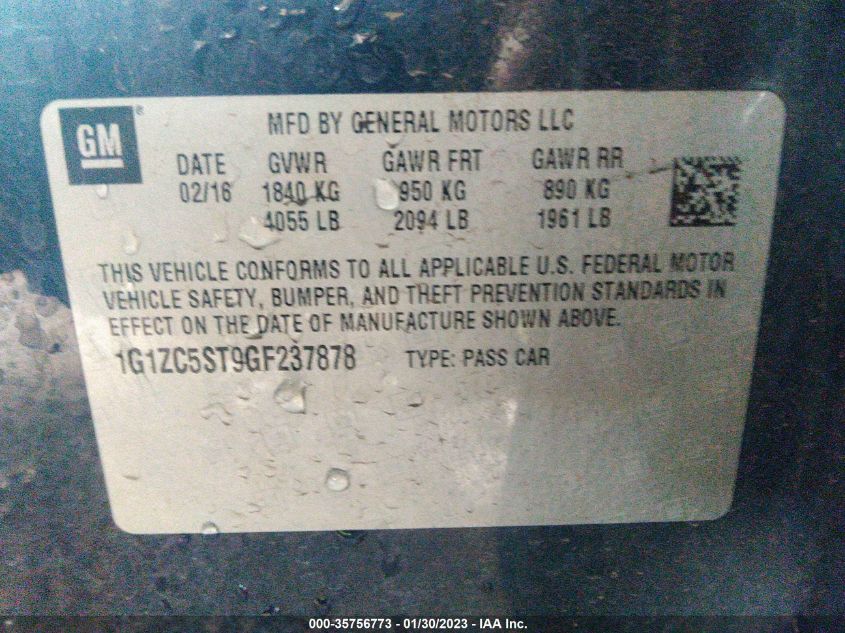 GM®
MFD BY GENERAL MOTORS LLC
DATE GVWR GAWR FRT GAWR RR
02/16 1840 KG 950 KG 890 KG
4055 LB 2094 LB 1961 LB
THIS VEHICLE CONFORMS TO ALL APPLICABLE U.S. FEDERAL MOTOR
VEHICLE SAFETY, BUMPER, AND THEFT PREVENTION STANDARDS IN
EFFECT ON THE DATE OF MANUFACTURE SHOWN ABOVE.
1G1ZC5ST9GF237878 TYPE: PASS CAR
000-35756773 - 01/30/2023 - IAA Inc.